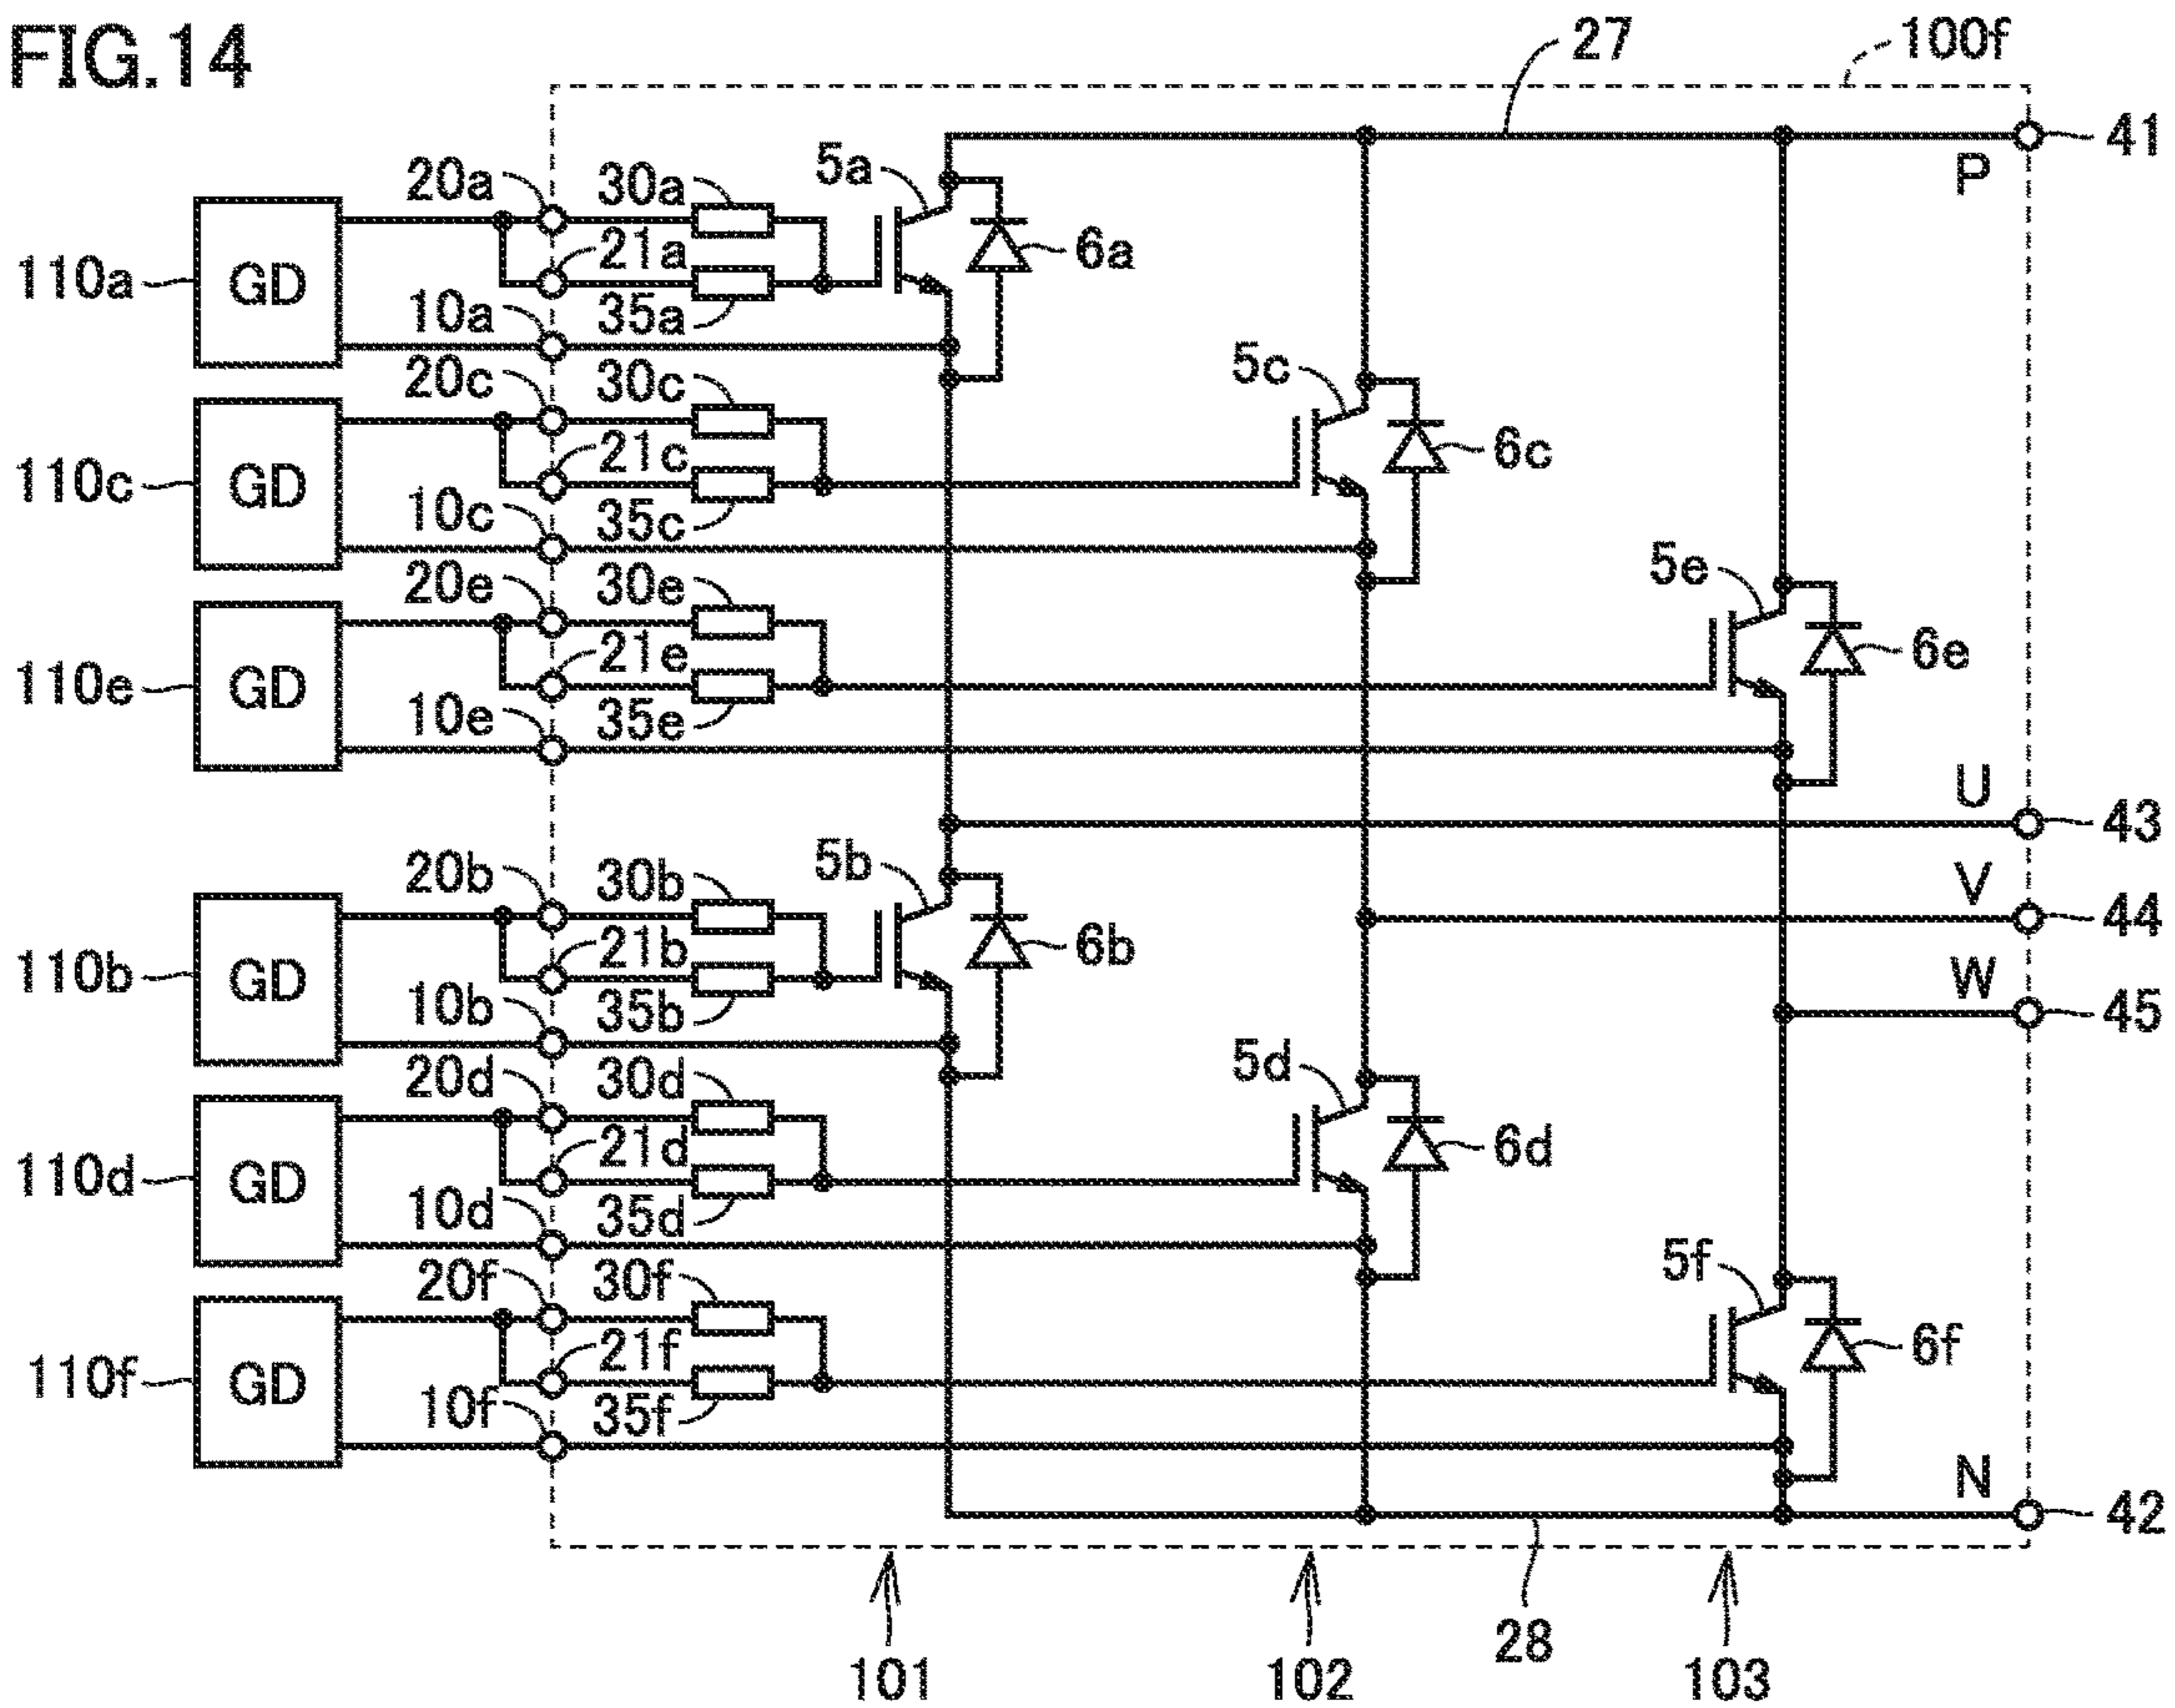 FIG.14
27
100f
41
P
20a
30a
5a
6a
110a
GD
21a
10a
35a
20c
30c
5c
6c
110c
GD
21c
10c
35c
20e
30e
5e
6e
110e
GD
21e
10e
35e
U
43
V
44
W
45
20b
30b
5b
6b
110b
GD
21b
10b
35b
20d
30d
5d
6d
110d
GD
21d
10d
35d
20f
30f
5f
6f
110f
GD
21f
10f
35f
N
42
28
101
102
103